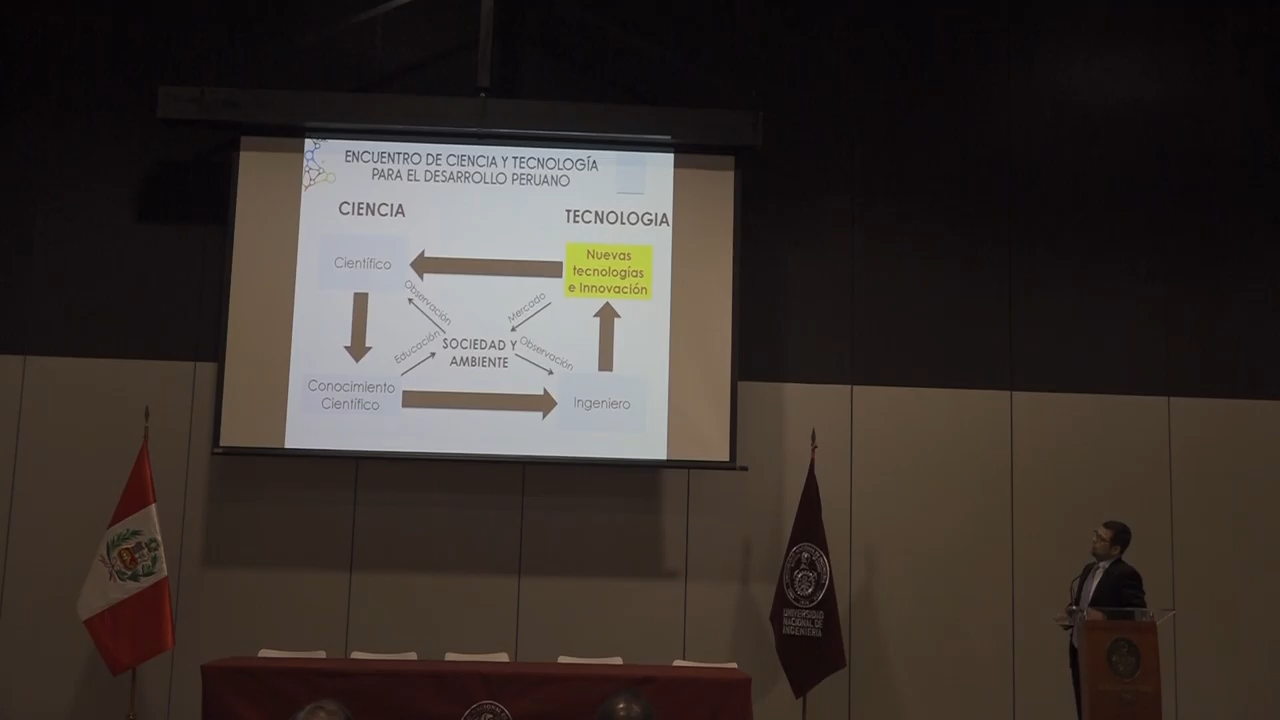 ENCUENTRO DE CIENCIA Y TECNOLOGÍA
PARA EL DESARROLLO PERUANO
CIENCIA
TECNOLOGIA
Científico
Nuevas
tecnologías
e Innovación
Observación
Mercado
Educación
SOCIEDAD Y
AMBIENTE
Observación
Conocimiento
Científico
Ingeniero
UNIVERSIDAD
NACIONAL DE
INGENIERIA